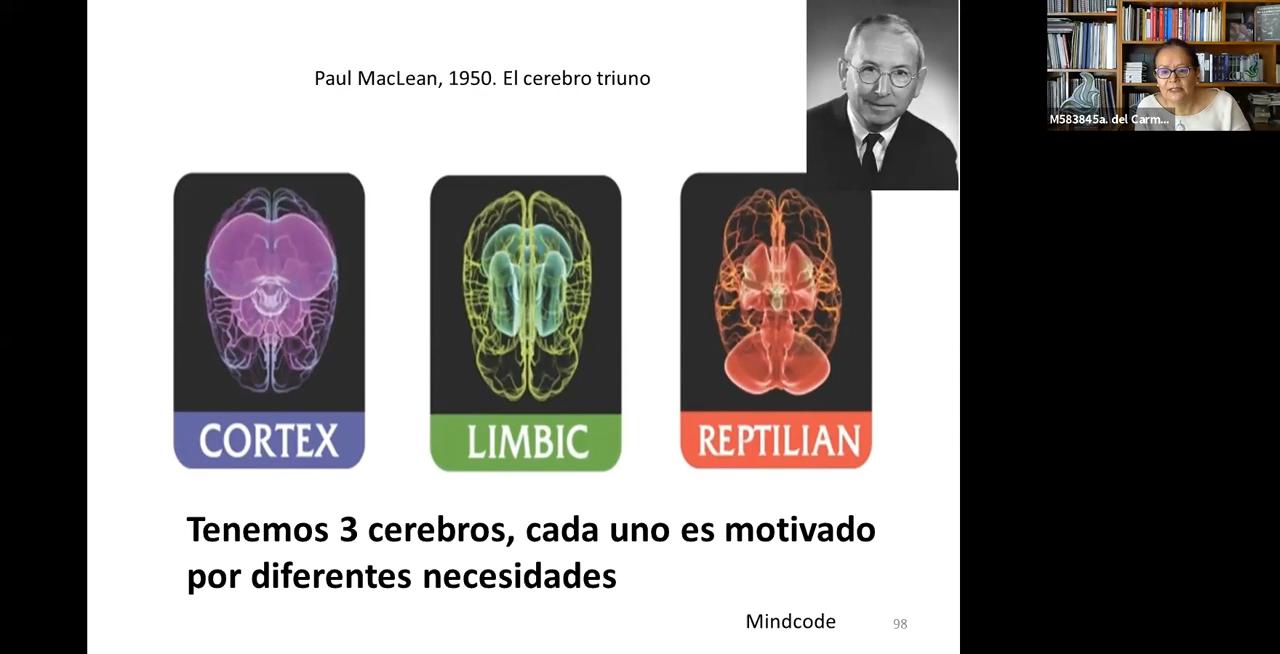 Paul MacLean, 1950. El cerebro triuno
M583845a. del Carm...
CORTEX
LIMBIC
REPTILIAN
Tenemos 3 cerebros, cada uno es motivado
por diferentes necesidades
Mindcode
98